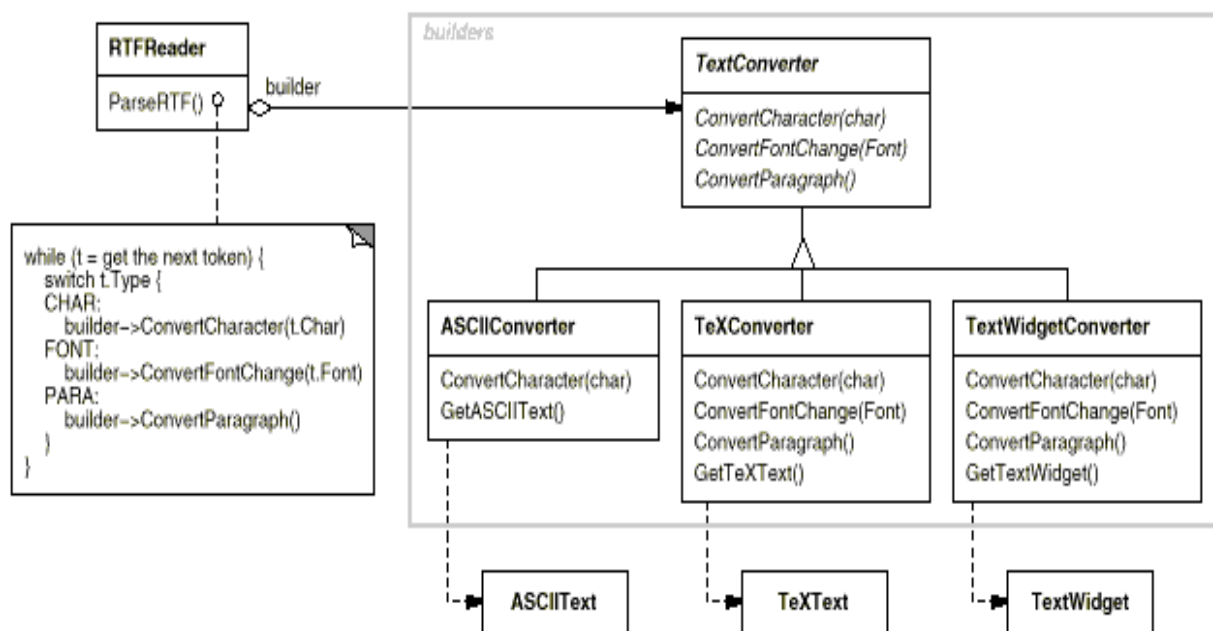 builders
RTFReader
ParseRTF()
builder
TextConverter
ConvertCharacter(char)
ConvertFontChange(Font)
ConvertParagraph()
while (t = get the next token) {
switch t.Type {
CHAR:
builder−>ConvertCharacter(t.Char)
FONT:
builder−>ConvertFontChange(t.Font)
PARA:
builder−>ConvertParagraph()
}
}
ASCIIConverter
ConvertCharacter(char)
GetASCIIText()
TeXConverter
ConvertCharacter(char)
ConvertFontChange(Font)
ConvertParagraph()
GetTeXText()
TextWidgetConverter
ConvertCharacter(char)
ConvertFontChange(Font)
ConvertParagraph()
GetTextWidget()
ASCIIText
TeXText
TextWidget